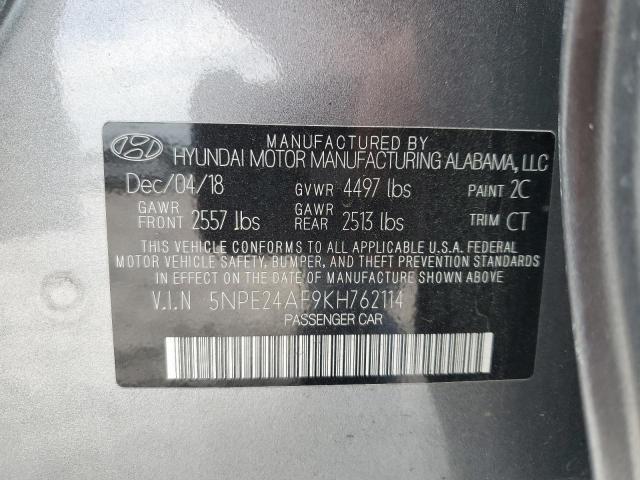 MANUFACTURED BY
HYUNDAI MOTOR MANUFACTURING ALABAMA, LLC
Dec/04/18 GVWR 4497 lbs PAINT 2C
GAWR FRONT 2557 lbs GAWR REAR 2513 lbs TRIM CT
THIS VEHICLE CONFORMS TO ALL APPLICABLE U.S.A. FEDERAL
MOTOR VEHICLE SAFETY, BUMPER, AND THEFT PREVENTION STANDARDS
IN EFFECT ON THE DATE OF MANUFACTURE SHOWN ABOVE.
V.I.N 5NPE24AF9KH762114
PASSENGER CAR